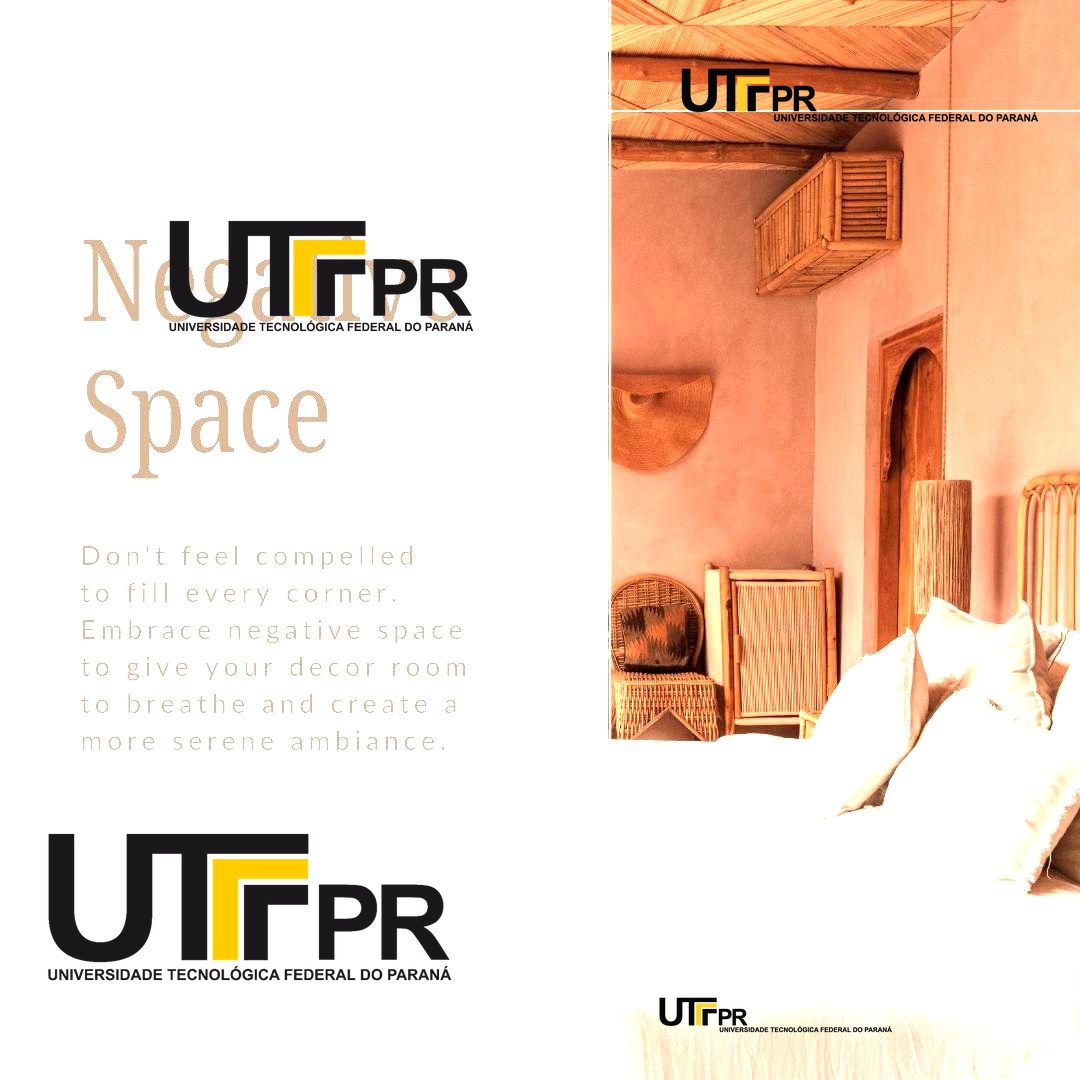 UTFPR
UNIVERSIDADE TECNOLÓGICA FEDERAL DO PARANÁ
Negative
UTFPR
UNIVERSIDADE TECNOLÓGICA FEDERAL DO PARANÁ
Space
Don't feel compelled
to fill every corner.
Embrace negative space
to give your decor room
to breathe and create a
more serene ambiance.
UTFPR
UNIVERSIDADE TECNOLÓGICA FEDERAL DO PARANÁ
UTFPR
UNIVERSIDADE TECNOLÓGICA FEDERAL DO PARANÁ